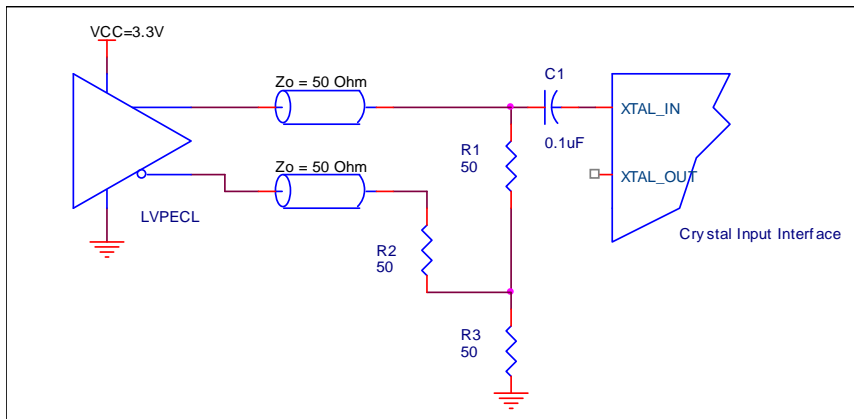 VCC=3.3V
Zo = 50 Ohm
C1
0.1uF
XTAL_IN
R1
50
Zo = 50 Ohm
XTAL_OUT
LVPECL
Crystal Input Interface
R2
50
R3
50